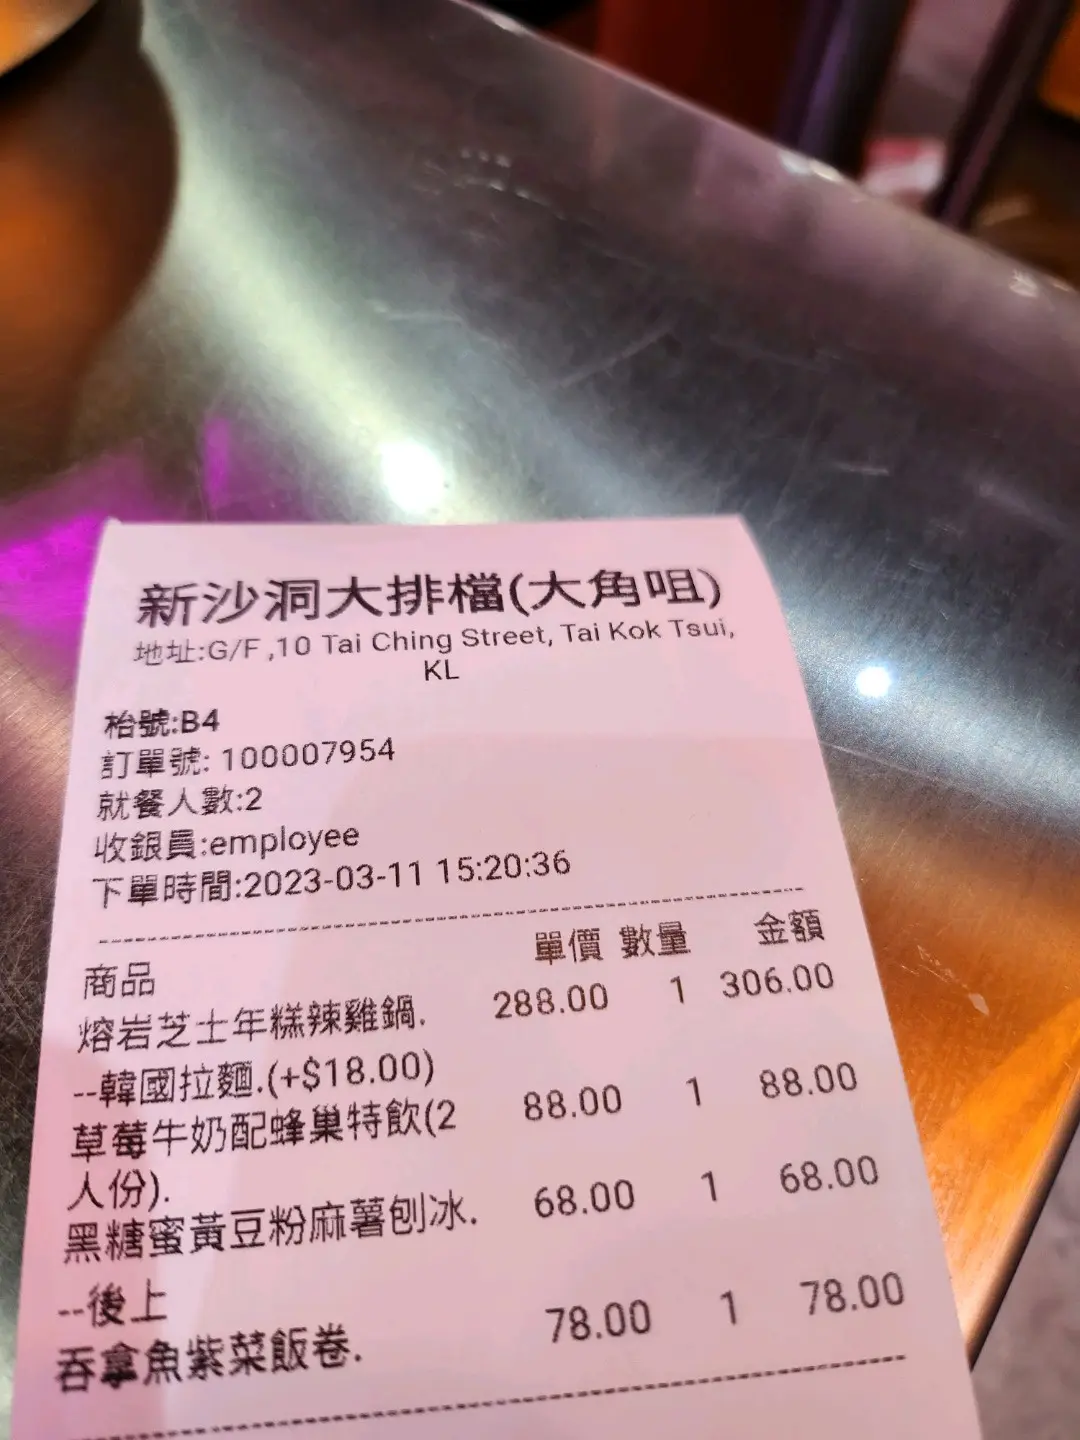 新沙洞大排檔(大角咀)
地址:G/F ,10 Tai Ching Street, Tai Kok Tsui,
KL
枱號:B4
訂單號: 100007954
就餐人數:2
收銀員:employee
下單時間:2023-03-11 15:20:36
商品 單價 數量 金額
熔岩芝士年糕辣雞鍋. 288.00 1 306.00
--韓國拉麵.(+$18.00)
草莓牛奶配蜂巢特飲(2 88.00 1 88.00
人份).
黑糖蜜黃豆粉麻薯刨冰. 68.00 1 68.00
--後上
吞拿魚紫菜飯卷. 78.00 1 78.00